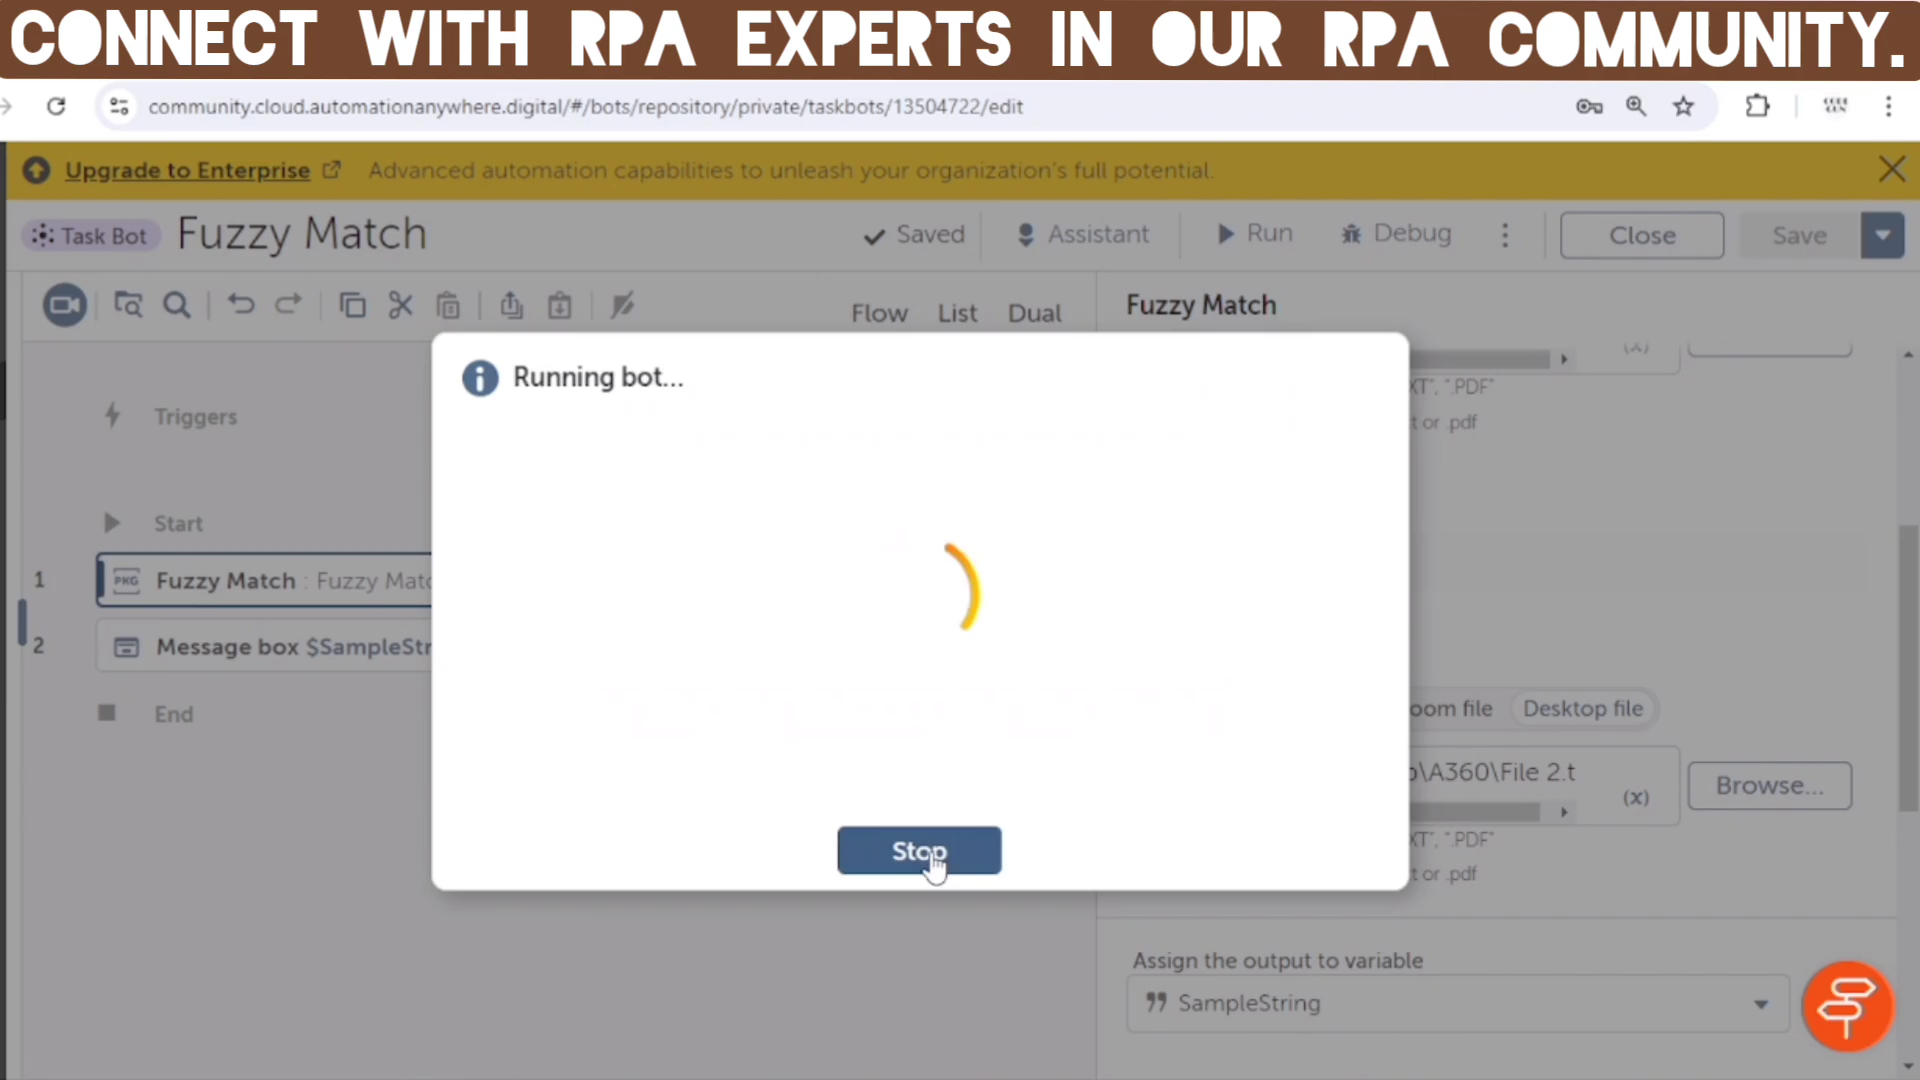 CONNECT WITH RPA EXPERTS IN OUR RPA COMMUNITY.
community.cloud.automationanywhere.digital/#/bots/repository/private/taskbots/13504722/edit
Upgrade to Enterprise Advanced automation capabilities to unleash your organization's full potential.
Task Bot Fuzzy Match Saved Assistant Run Debug Close Save
Flow List Dual Fuzzy Match
(x)
Running bot...
XT", ".PDF"
Triggers
t or .pdf
Start
1 PKG Fuzzy Match : Fuzzy Matc
2 Message box $SampleStr
End
oom file Desktop file
\A360\File 2.t (x) Browse...
XT", ".PDF"
Stop
t or .pdf
Assign the output to variable
SampleString